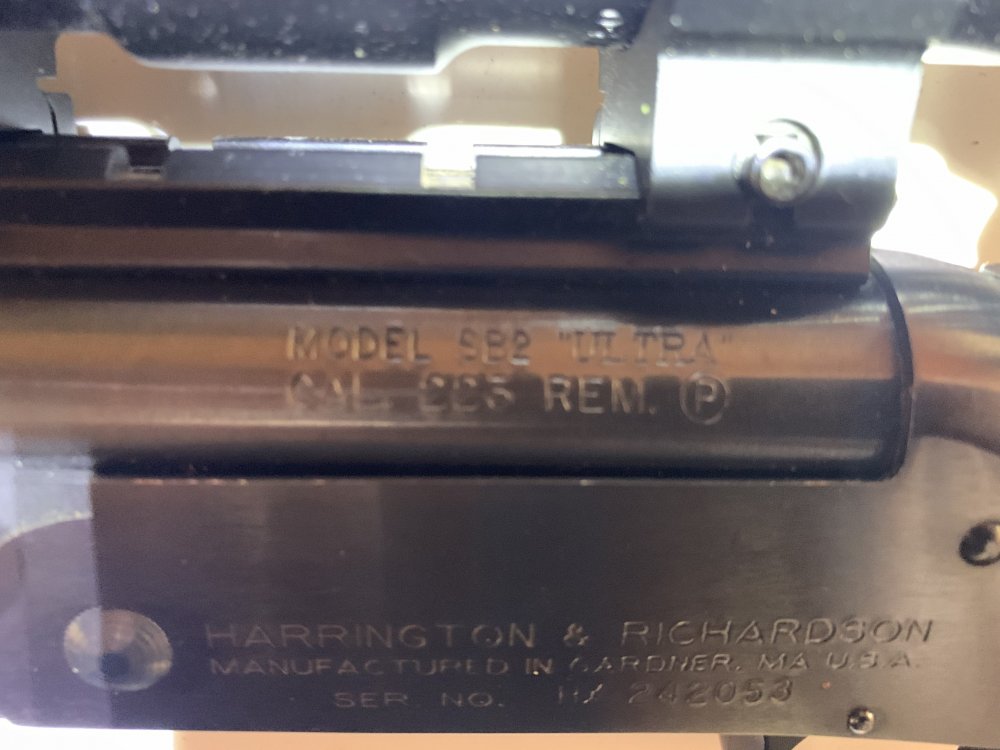 MODEL SB2 "ULTRA"
CAL. 223 REM. P
HARRINGTON & RICHARDSON
MANUFACTURED IN GARDNER, MA U.S.A.
SER NO. 242053